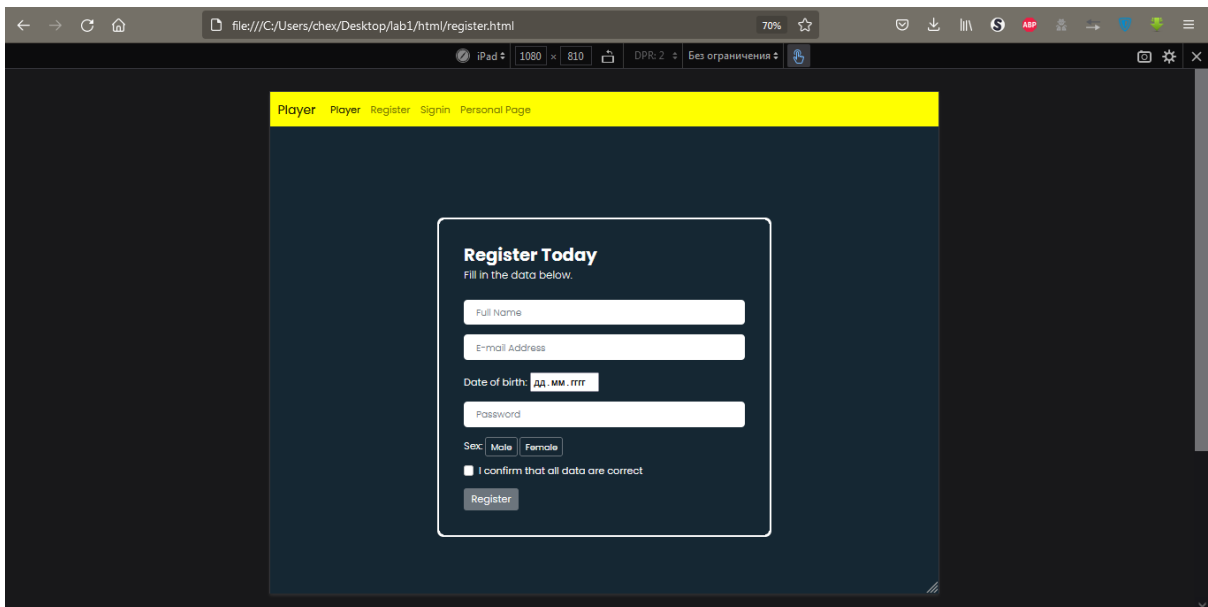 file:///C:/Users/chex/Desktop/lab1/html/register.html 70%
S ABP
iPad 1080 × 810 DPR: 2 Без ограничения
Player Player Register Signin Personal Page
Register Today
Fill in the data below.
Full Name
E-mail Address
Date of birth: дд.мм.гггг
Password
Sex: Male Female
I confirm that all data are correct
Register